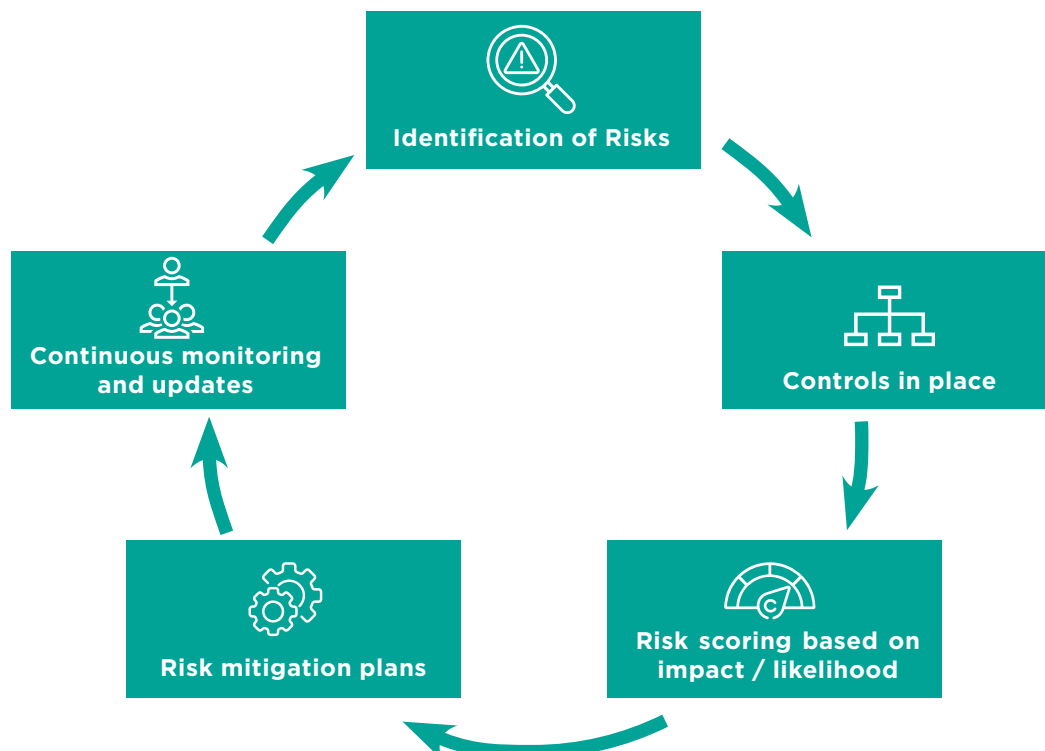 Identification of Risks
Continuous monitoring
and updates
Controls in place
Risk mitigation plans
Risk scoring based on
impact / likelihood